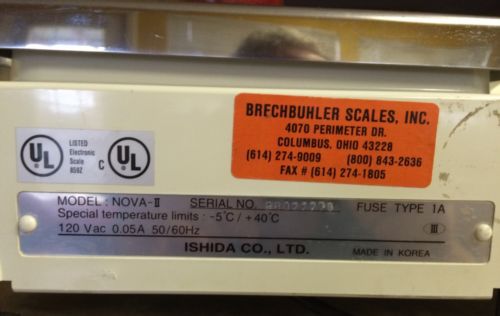 BRECHBUHLER SCALES, INC.
4070 PERIMETER DR.
COLUMBUS, OHIO 43228
(614) 274-9009 (800) 843-2636
FAX # (614) 274-1805
UL
LISTED
Electronic
Scale
859Z
C UL
MODEL : NOVA-II SERIAL NO. FUSE TYPE 1A
Special temperature limits : -5℃ / +40℃ III
120 Vac 0.05A 50/60Hz
ISHIDA CO., LTD. MADE IN KOREA